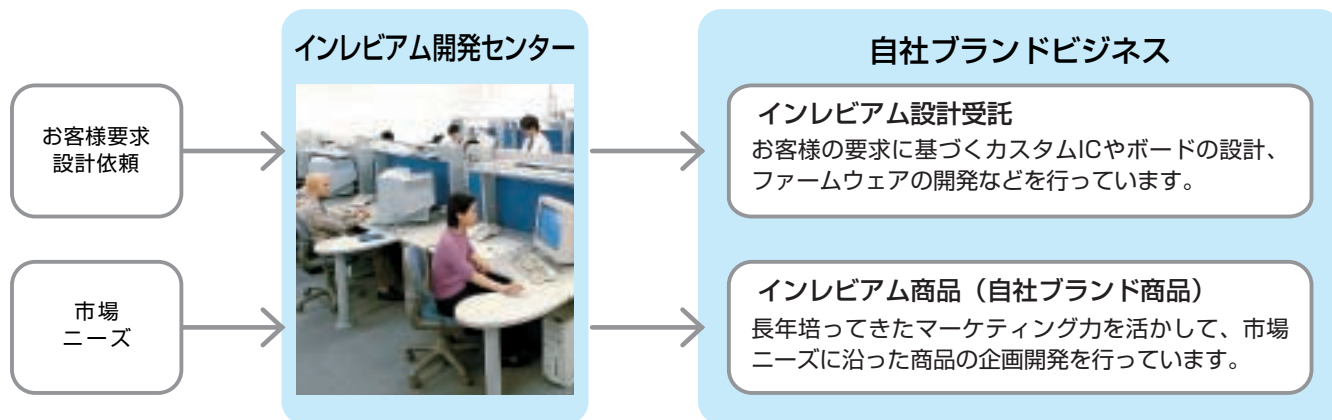 インレビアム開発センター
自社ブランドビジネス
お客様要求
設計依頼
インレビアム設計受託
お客様の要求に基づくカスタムICやボードの設計、
ファームウェアの開発などを行っています。
市場
ニーズ
インレビアム商品（自社ブランド商品）
長年培ってきたマーケティング力を活かして、市場
ニーズに沿った商品の企画開発を行っています。